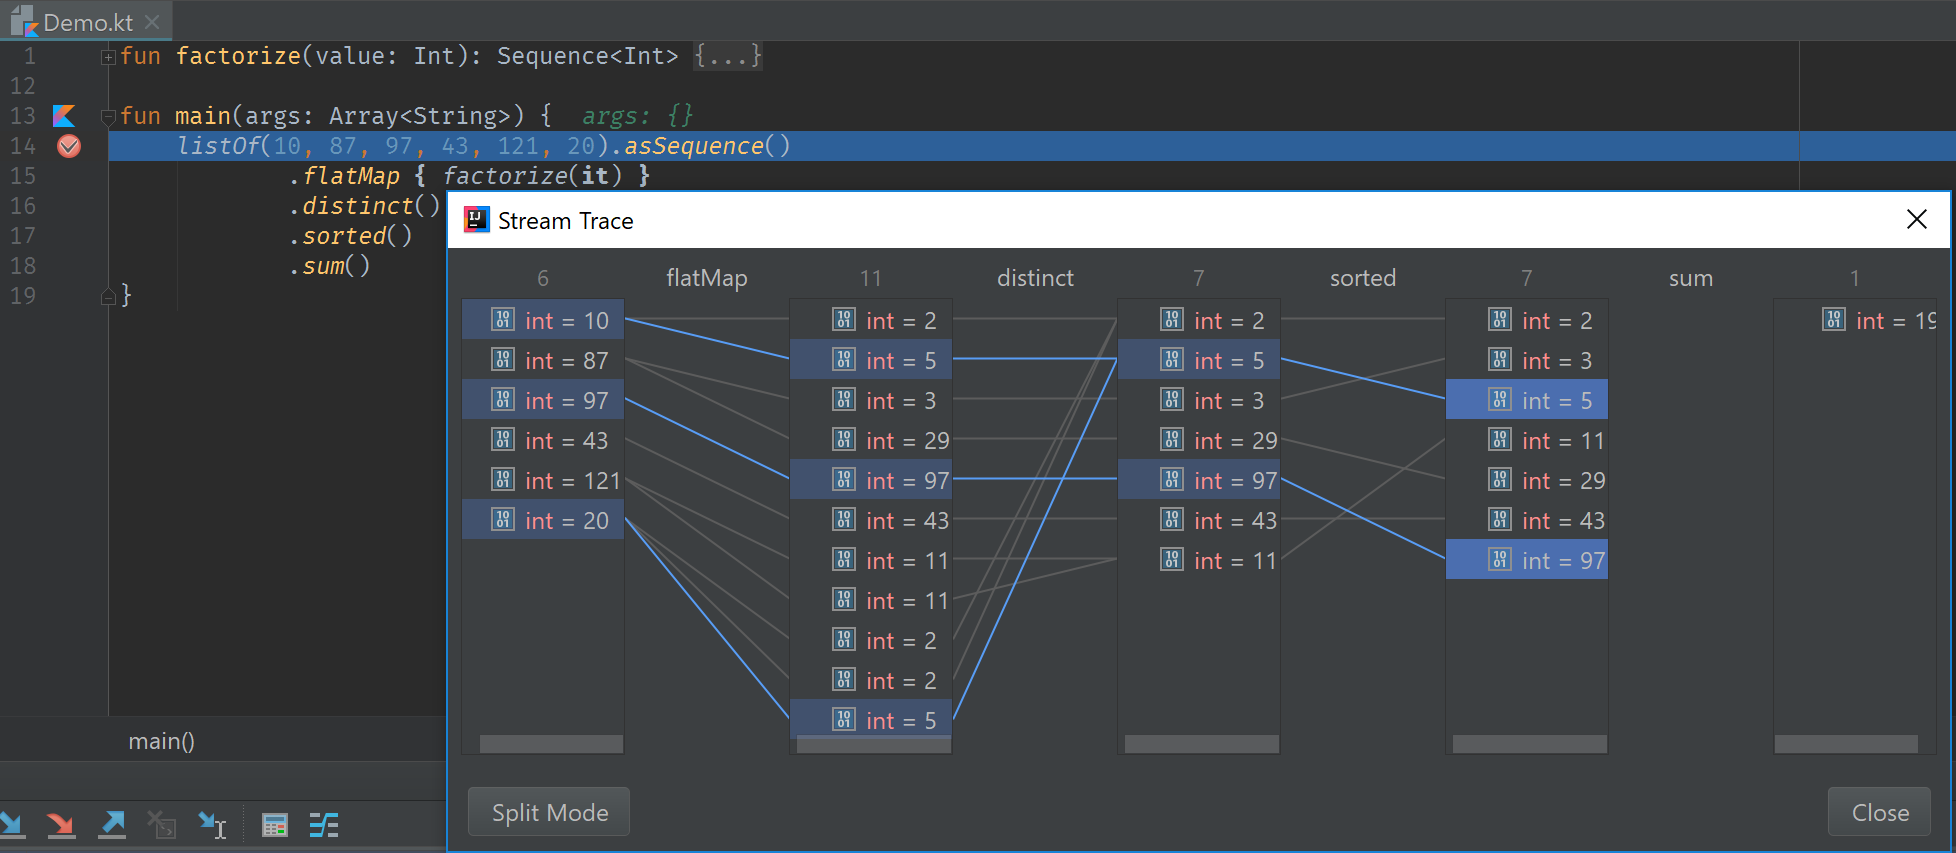 Demo.kt
1 fun factorize(value: Int): Sequence<Int> {...}
12
13 fun main(args: Array<String>) { args: {}
14 listOf(10, 87, 97, 43, 121, 20).asSequence()
15 .flatMap { factorize(it) }
16 .distinct()
17 .sorted()
18 .sum()
19 }
Stream Trace
6 flatMap 11 distinct 7 sorted 7 sum 1
int = 10 int = 2 int = 2 int = 2 int = 19
int = 87 int = 5 int = 5 int = 3
int = 97 int = 3 int = 3 int = 5
int = 43 int = 29 int = 29 int = 11
int = 121 int = 97 int = 97 int = 29
int = 20 int = 43 int = 43 int = 43
int = 11 int = 11 int = 97
int = 11
int = 2
int = 2
int = 5
main()
Split Mode Close